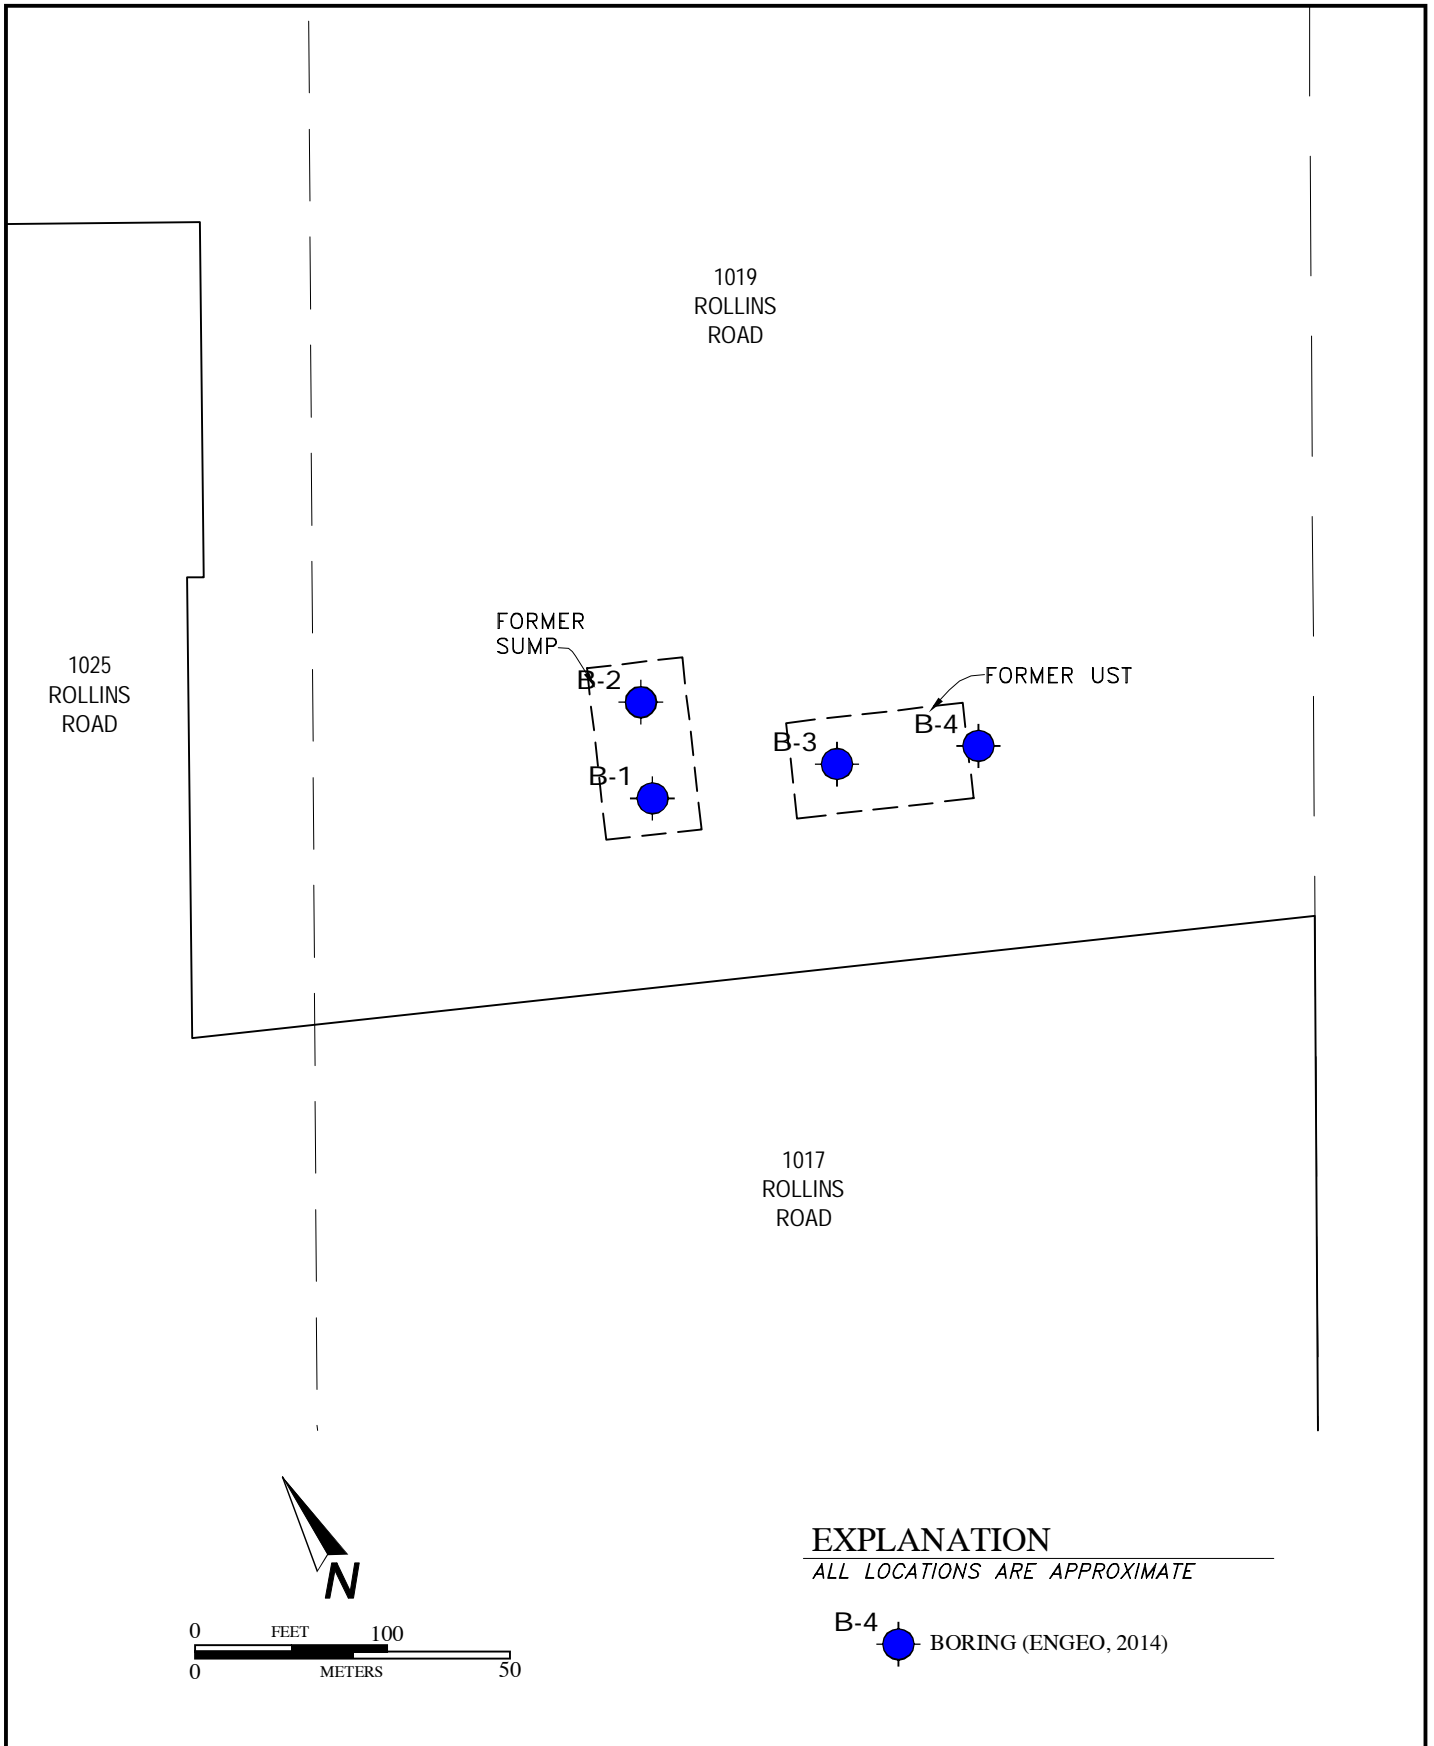 1019
ROLLINS
ROAD
FORMER
SUMP
1025
ROLLINS
ROAD
B-2
FORMER UST
B-4
B-3
B-1
1017
ROLLINS
ROAD
N
0 FEET 100
0 METERS 50
EXPLANATION
ALL LOCATIONS ARE APPROXIMATE
B-4
BORING (ENGEO, 2014)